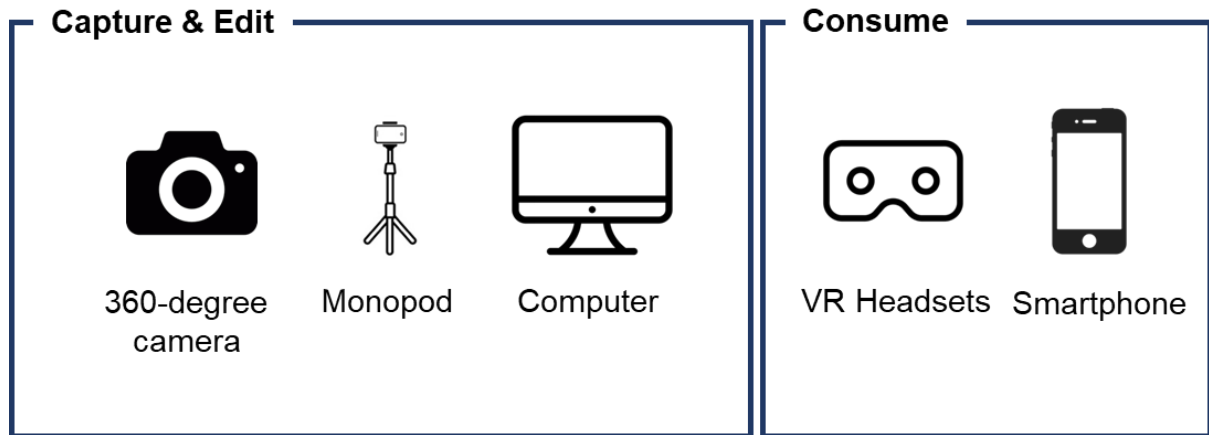 Capture & Edit
360-degree
camera
Monopod
Computer
Consume
VR Headsets
Smartphone